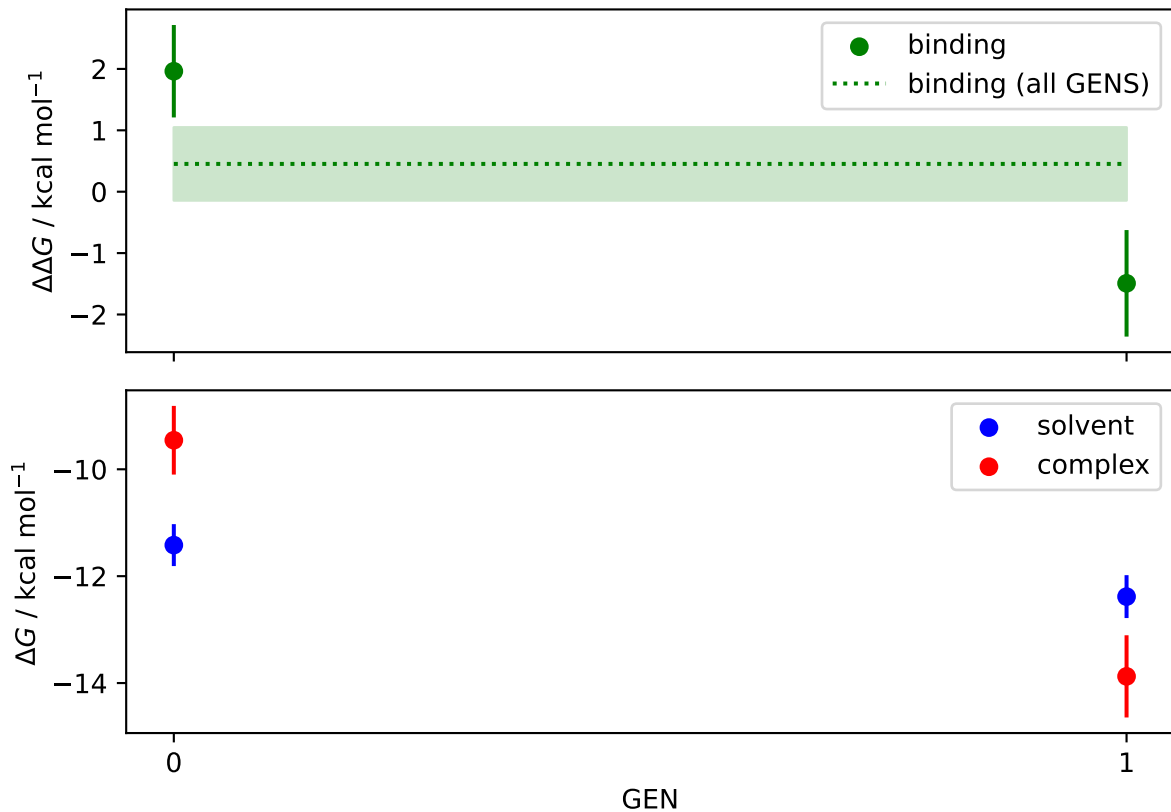 ΔΔG / kcal mol⁻¹
2
1
0
−1
−2
binding
binding (all GENS)
ΔG / kcal mol⁻¹
−10
−12
−14
solvent
complex
0
1
GEN